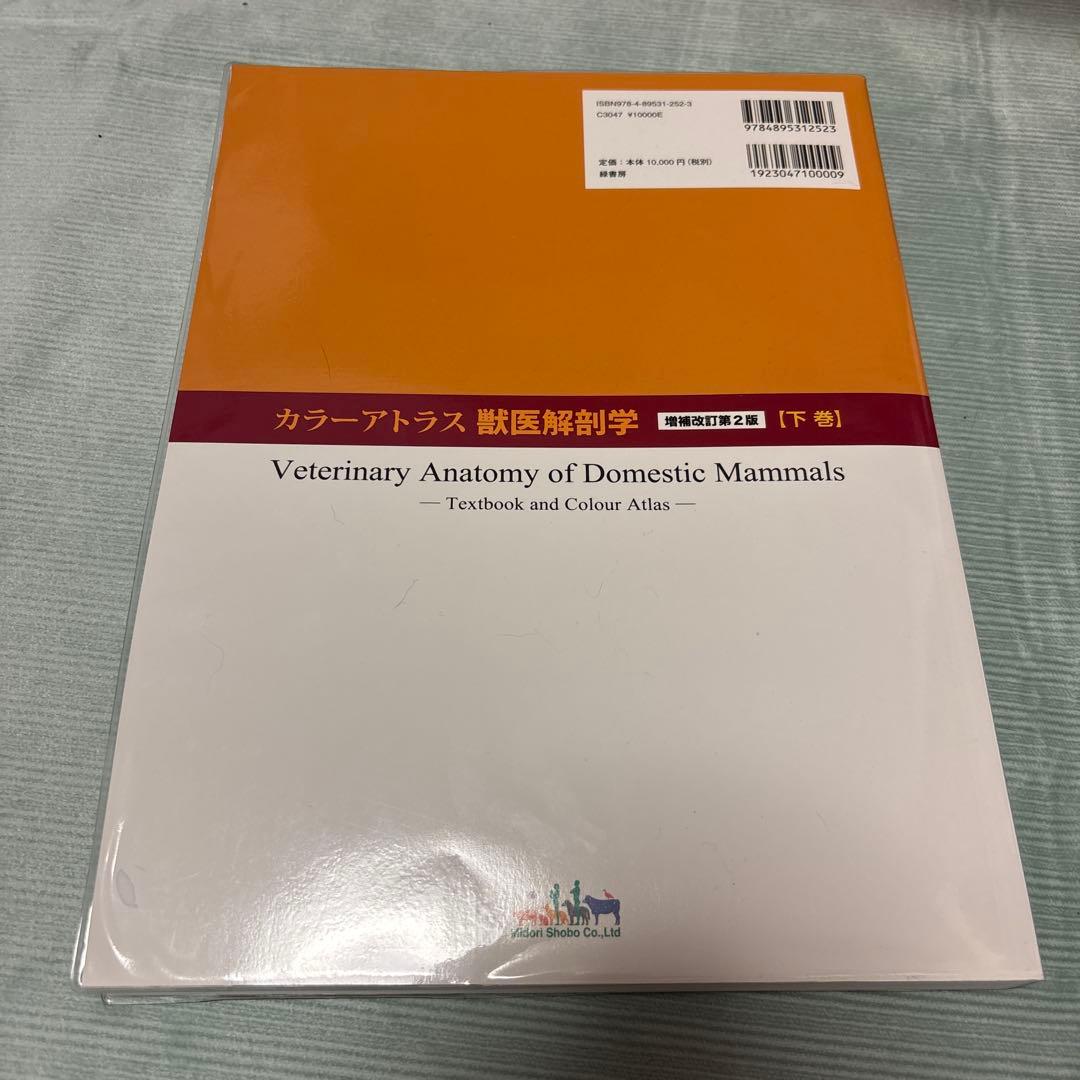 ISBN978-4-89531-252-3
C3047 ¥10000E
9784895312523
定価：本体 10,000 円（税別）
緑書房
1923047100009
カラーアトラス 獣医解剖学 増補改訂第2版 【下 巻】
Veterinary Anatomy of Domestic Mammals
— Textbook and Colour Atlas —
Midori Shobo Co.,Ltd